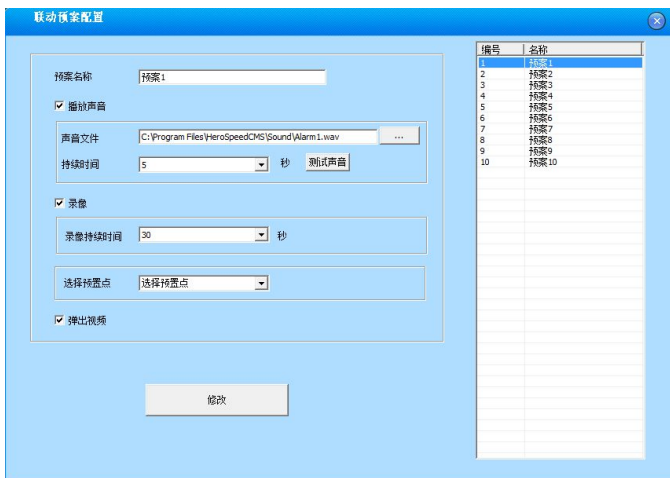 联动预案配置
预案名称 预案1
播放声音
声音文件 C:\Program Files\HeroSpeedCMS\Sound\Alarm1.wav ...
持续时间 5 秒 测试声音
录像
录像持续时间 30 秒
选择预置点 选择预置点
弹出视频
修改
编号 名称
1 预案1
2 预案2
3 预案3
4 预案4
5 预案5
6 预案6
7 预案7
8 预案8
9 预案9
10 预案10